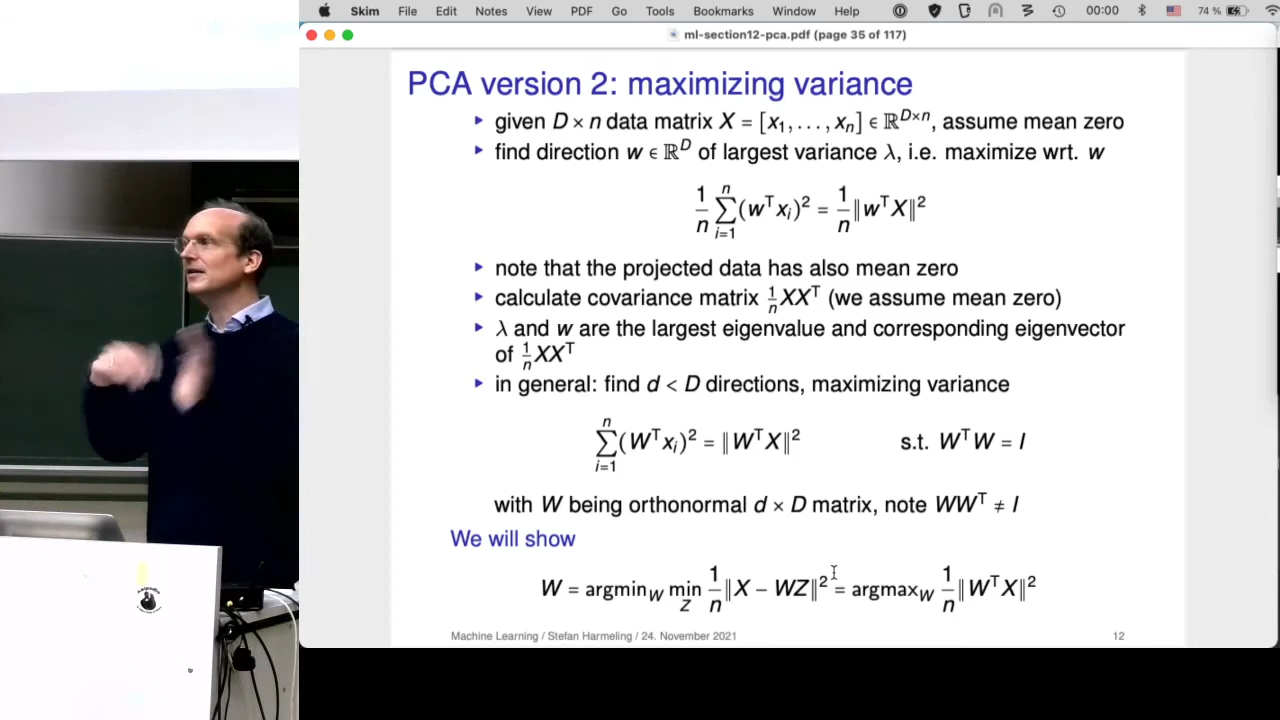 Skim File Edit Notes View PDF Go Tools Bookmarks Window Help 00:00 74 %
ml-section12-pca.pdf (page 35 of 117)
PCA version 2: maximizing variance
▸ given D × n data matrix X = [x₁, . . . , xₙ] ∈ ℝ^{D×n}, assume mean zero
▸ find direction w ∈ ℝ^D of largest variance λ, i.e. maximize wrt. w
1/n ∑_{i=1}^{n} (wᵀxᵢ)² = 1/n ‖wᵀX‖²
▸ note that the projected data has also mean zero
▸ calculate covariance matrix 1/n XXᵀ (we assume mean zero)
▸ λ and w are the largest eigenvalue and corresponding eigenvector
of 1/n XXᵀ
▸ in general: find d < D directions, maximizing variance
∑_{i=1}^{n} (Wᵀxᵢ)² = ‖WᵀX‖² s.t. WᵀW = I
with W being orthonormal d × D matrix, note WWᵀ ≠ I
We will show
W = argmin_W min_Z 1/n ‖X − WZ‖² = argmax_W 1/n ‖WᵀX‖²
Machine Learning / Stefan Harmeling / 24. November 2021 12